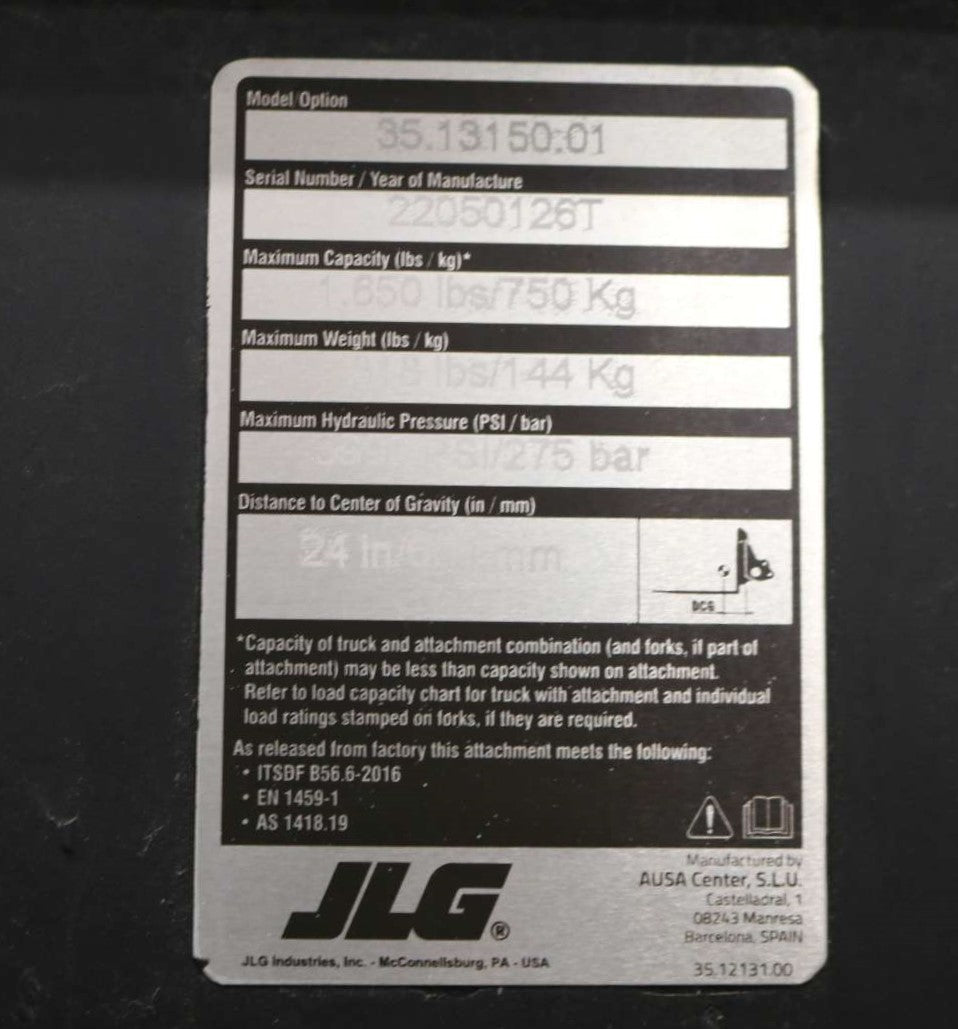 Model Option
35.13150.01
Serial Number / Year of Manufacture
22050126T
Maximum Capacity (lbs / kg)*
1.650 lbs/750 Kg
Maximum Weight (lbs / kg)
lbs/144 Kg
Maximum Hydraulic Pressure (PSI / bar)
PSI/275 bar
Distance to Center of Gravity (in / mm)
24 in/ mm
DCG
*Capacity of truck and attachment combination (and forks, if part of
attachment) may be less than capacity shown on attachment.
Refer to load capacity chart for truck with attachment and individual
load ratings stamped on forks, if they are required.
As released from factory this attachment meets the following:
• ITSDF B56.6-2016
• EN 1459-1
• AS 1418.19
JLG®
JLG Industries, Inc. - McConnellsburg, PA - USA
Manufactured by
AUSA Center, S.L.U.
Castelladral, 1
08243 Manresa
Barcelona, SPAIN
35.12131.00